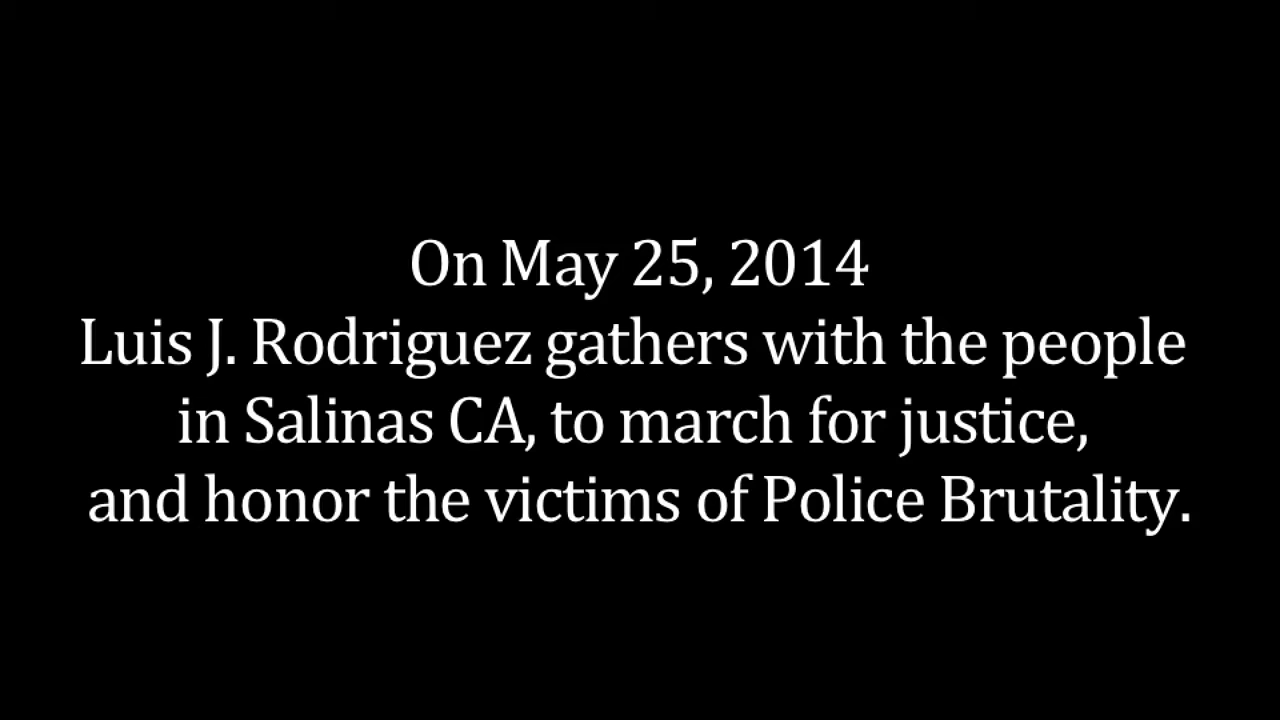 On May 25, 2014
Luis J. Rodriguez gathers with the people
in Salinas CA, to march for justice,
and honor the victims of Police Brutality.